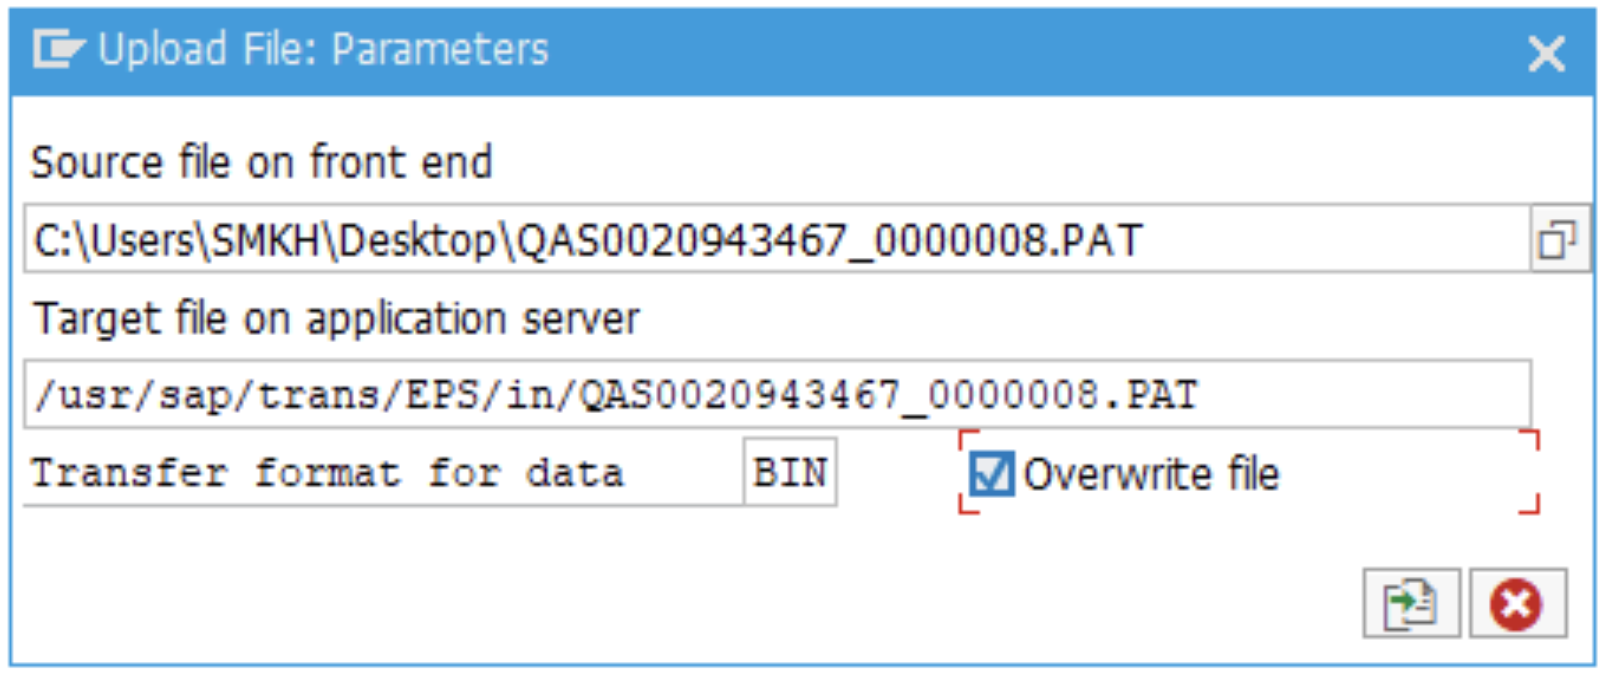 Upload File: Parameters
Source file on front end
C:\Users\SMKH\Desktop\QAS0020943467_0000008.PAT
Target file on application server
/usr/sap/trans/EPS/in/QAS0020943467_0000008.PAT
Transfer format for data BIN Overwrite file